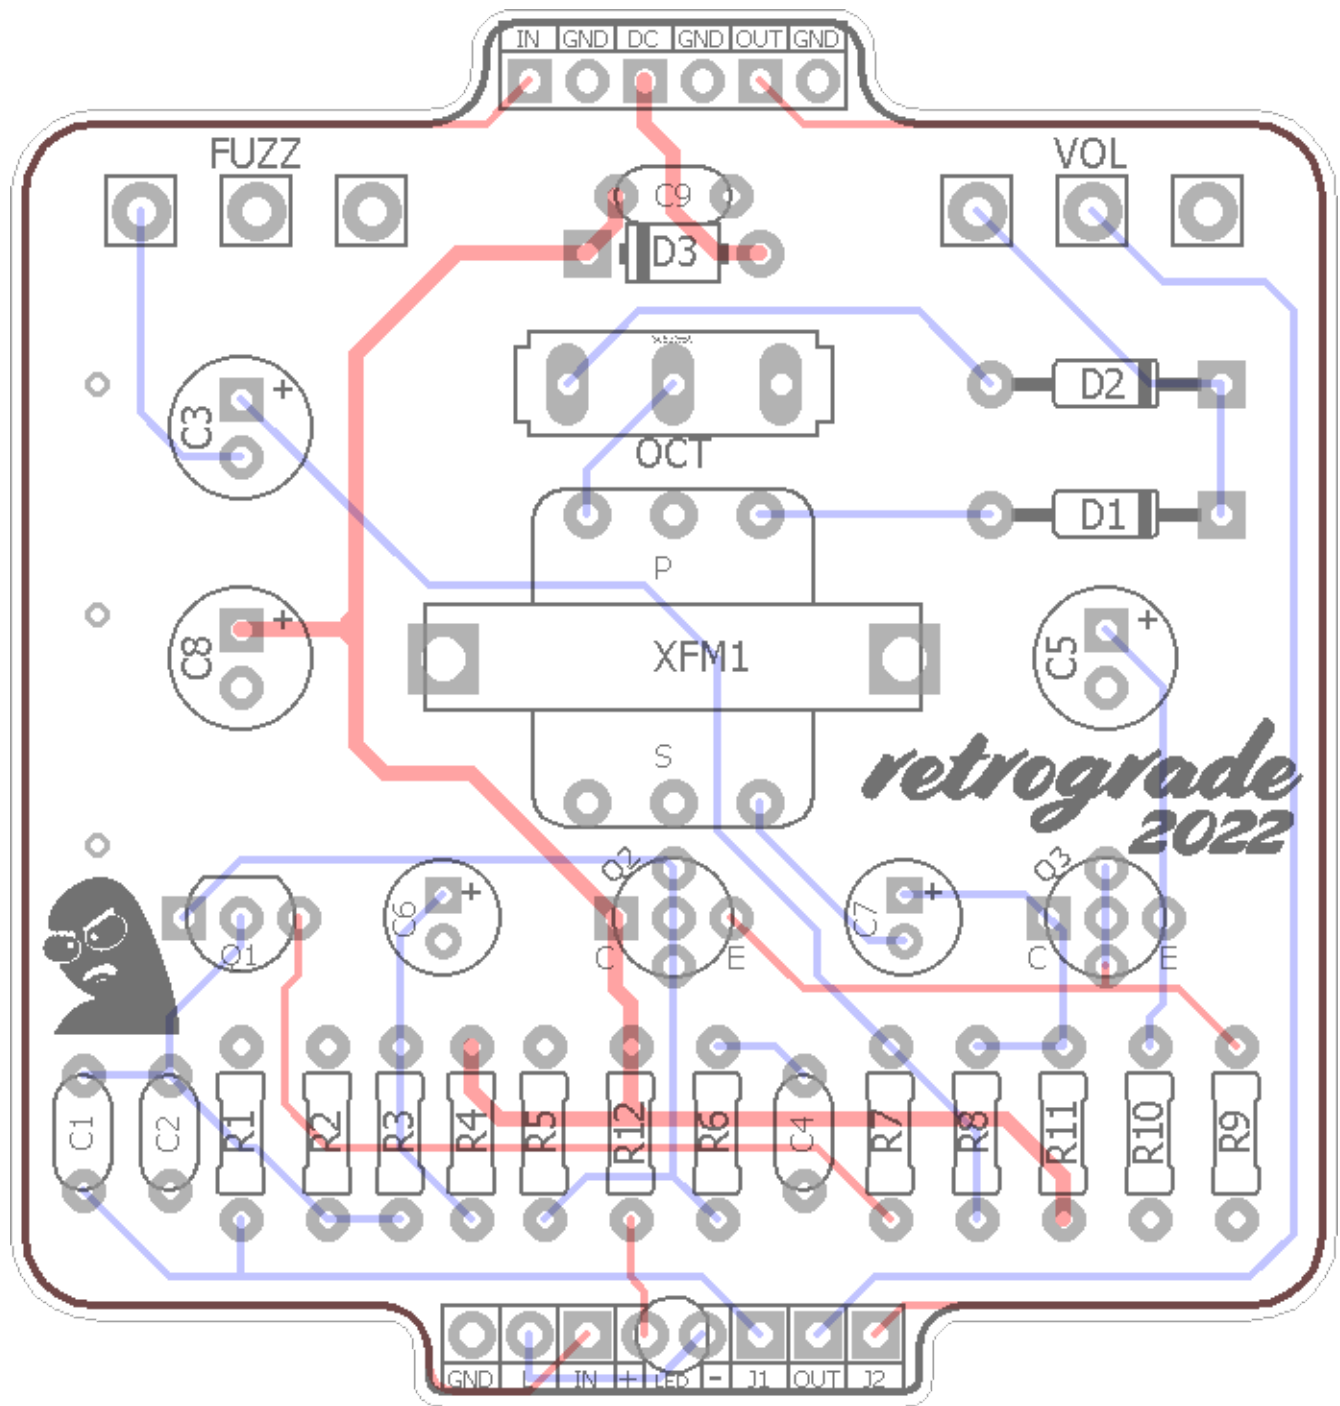 IN GND DC GND OUT GND
FUZZ
VOL
C9
D3
D2
+
C3
OCT
D1
P
+
C8
XFM1
+
C5
S
retrograde
2022
Q2
Q3
+
C6
+
C7
Q1
C E
C E
C1 C2 R1 R2 R3 R4 R5 R12 R6 C4 R7 R8 R11 R10 R9
GND L IN + LED - J1 OUT J2